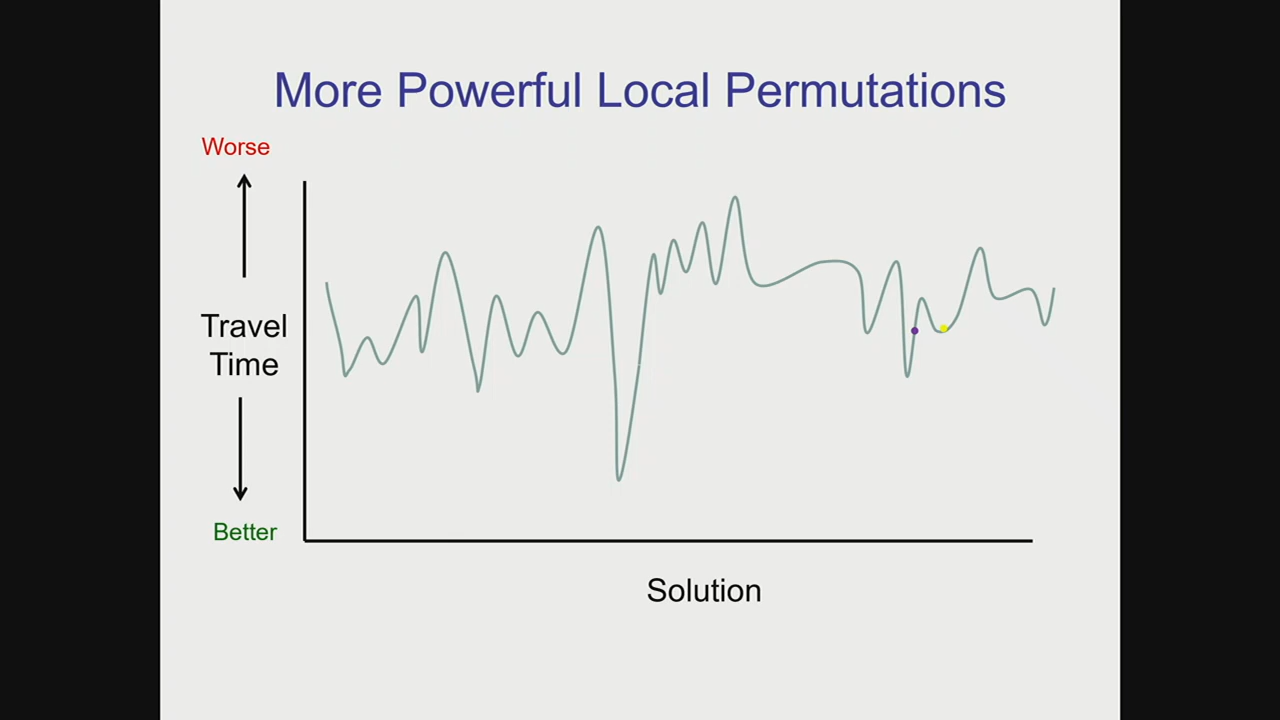 More Powerful Local Permutations
Worse
Travel
Time
Better
Solution